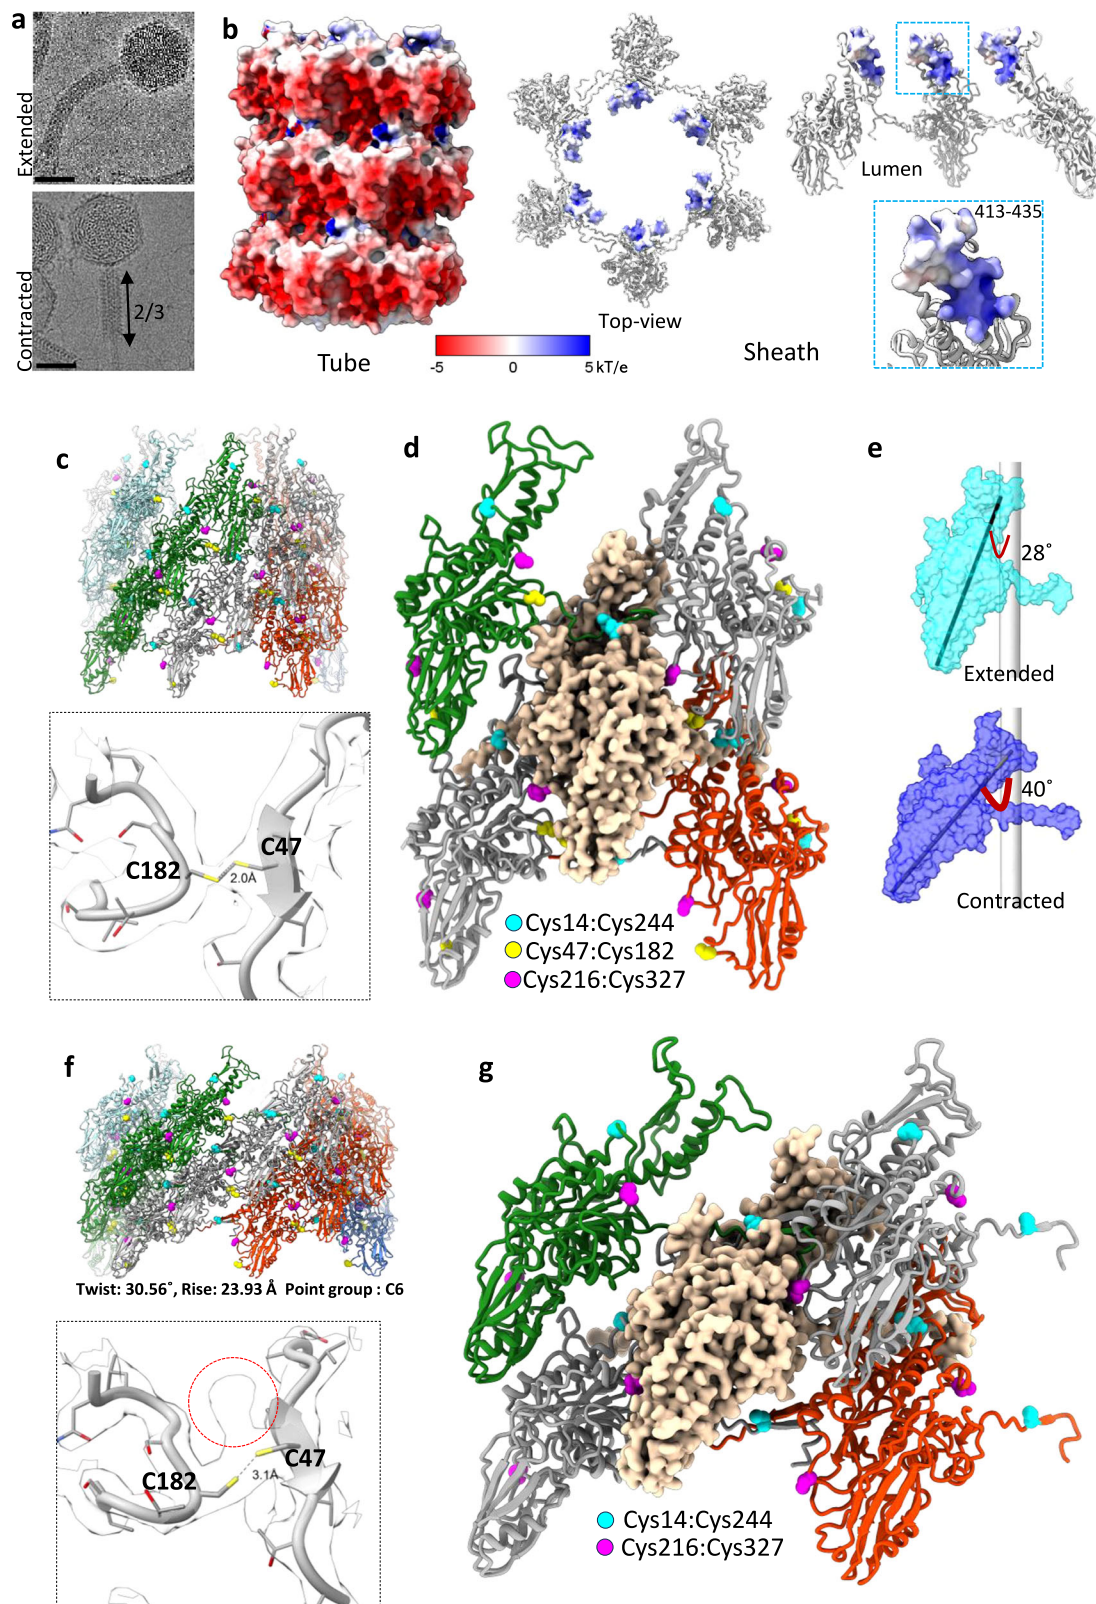 a
Extended
Contracted
2/3
b
Tube
-5
0
5
kT/e
Top-view
Sheath
Lumen
413-435
c
C182
C47
2.0Å
d
Cys14:Cys244
Cys47:Cys182
Cys216:Cys327
e
28˚
Extended
40˚
Contracted
f
Twist: 30.56˚, Rise: 23.93 Å Point group : C6
C182
C47
3.1Å
g
Cys14:Cys244
Cys216:Cys327